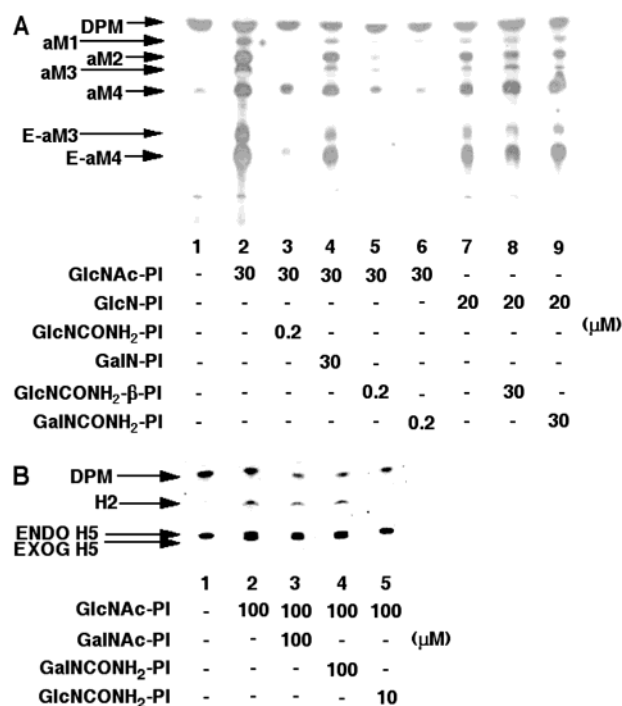 A
DPM
aM1
aM2
aM3
aM4
E-aM3
E-aM4
1 2 3 4 5 6 7 8 9
GlcNAc-PI - 30 30 30 30 30 - - -
GlcN-PI - - - - - - 20 20 20
(μM)
GlcNCONH₂-PI - - 0.2 - - - - - -
GalN-PI - - - 30 - - - - -
GlcNCONH₂-β-PI - - - - 0.2 - - 30 -
GalNCONH₂-PI - - - - - 0.2 - - 30
B
DPM
H2
ENDO H5
EXOG H5
1 2 3 4 5
GlcNAc-PI - 100 100 100 100
GalNAc-PI - - 100 - - (μM)
GalNCONH₂-PI - - - 100 -
GlcNCONH₂-PI - - - - 10